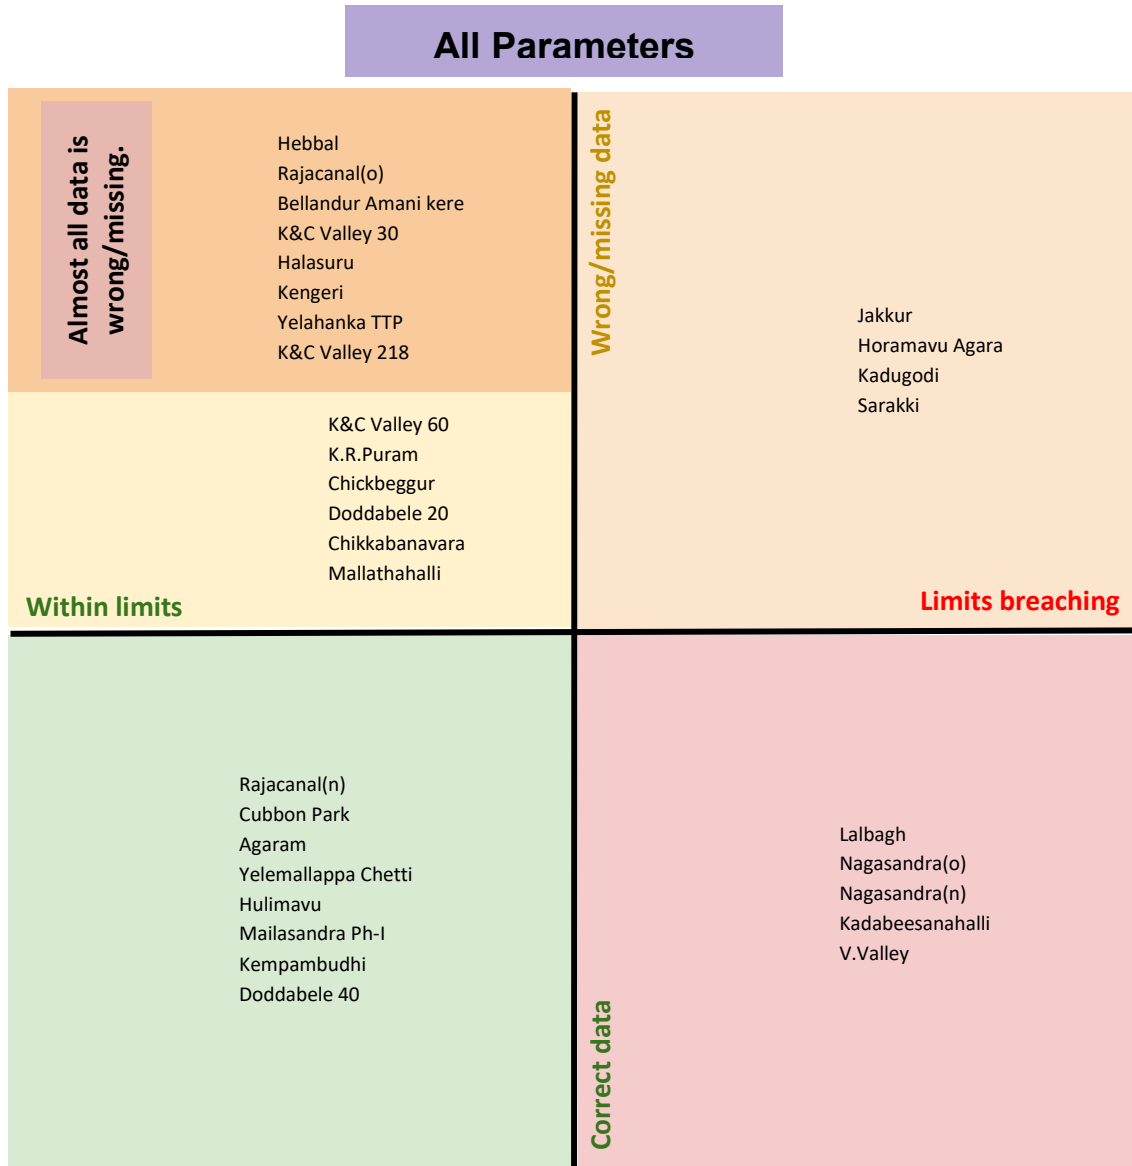 All Parameters
Almost all data is
wrong/missing.
Hebbal
Rajacanal(o)
Bellandur Amani kere
K&C Valley 30
Halasuru
Kengeri
Yelahanka TTP
K&C Valley 218
K&C Valley 60
K.R.Puram
Chickbeggur
Doddabele 20
Chikkabanavara
Mallathahalli
Within limits
Wrong/missing data
Jakkur
Horamavu Agara
Kadugodi
Sarakki
Limits breaching
Rajacanal(n)
Cubbon Park
Agaram
Yelemallappa Chetti
Hulimavu
Mailasandra Ph-I
Kempambudhi
Doddabele 40
Correct data
Lalbagh
Nagasandra(o)
Nagasandra(n)
Kadabeesanahalli
V.Valley